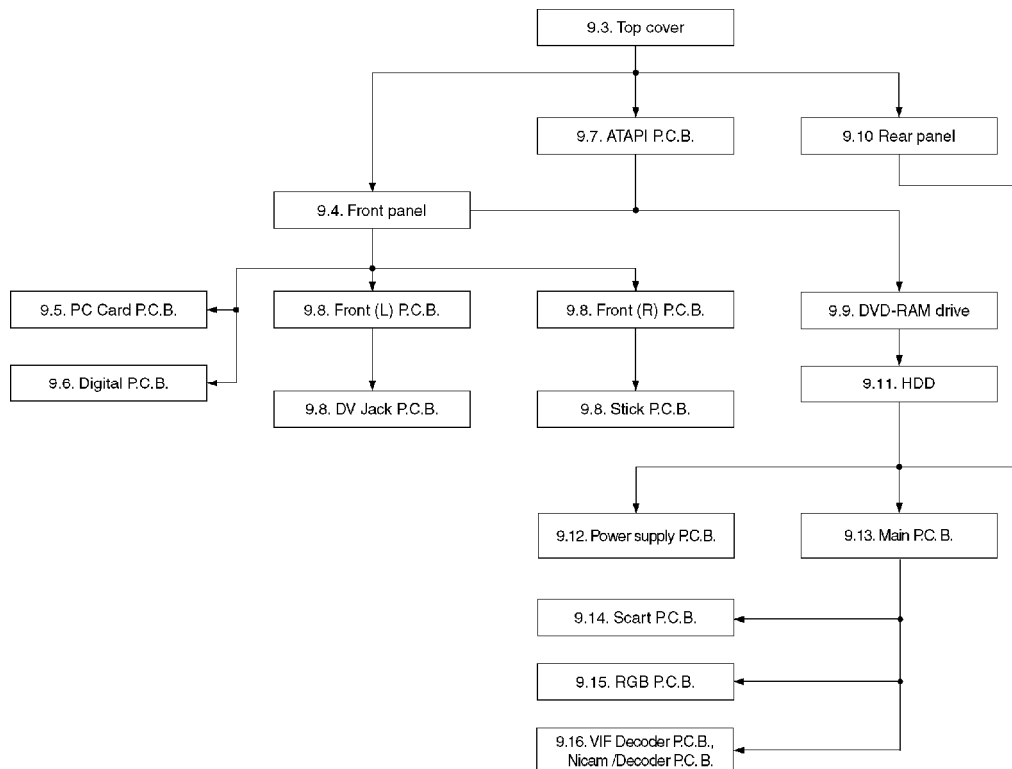 9.3. Top cover
9.7. ATAPI P.C.B.
9.10 Rear panel
9.4. Front panel
9.5. PC Card P.C.B.
9.8. Front (L) P.C.B.
9.8. Front (R) P.C.B.
9.9. DVD-RAM drive
9.6. Digital P.C.B.
9.11. HDD
9.8. DV Jack P.C.B.
9.8. Stick P.C.B.
9.12. Power supply P.C.B.
9.13. Main P.C. B.
9.14. Scart P.C.B.
9.15. RGB P.C.B.
9.16. VIF Decoder P.C.B.,
Nicam /Decoder P.C. B.